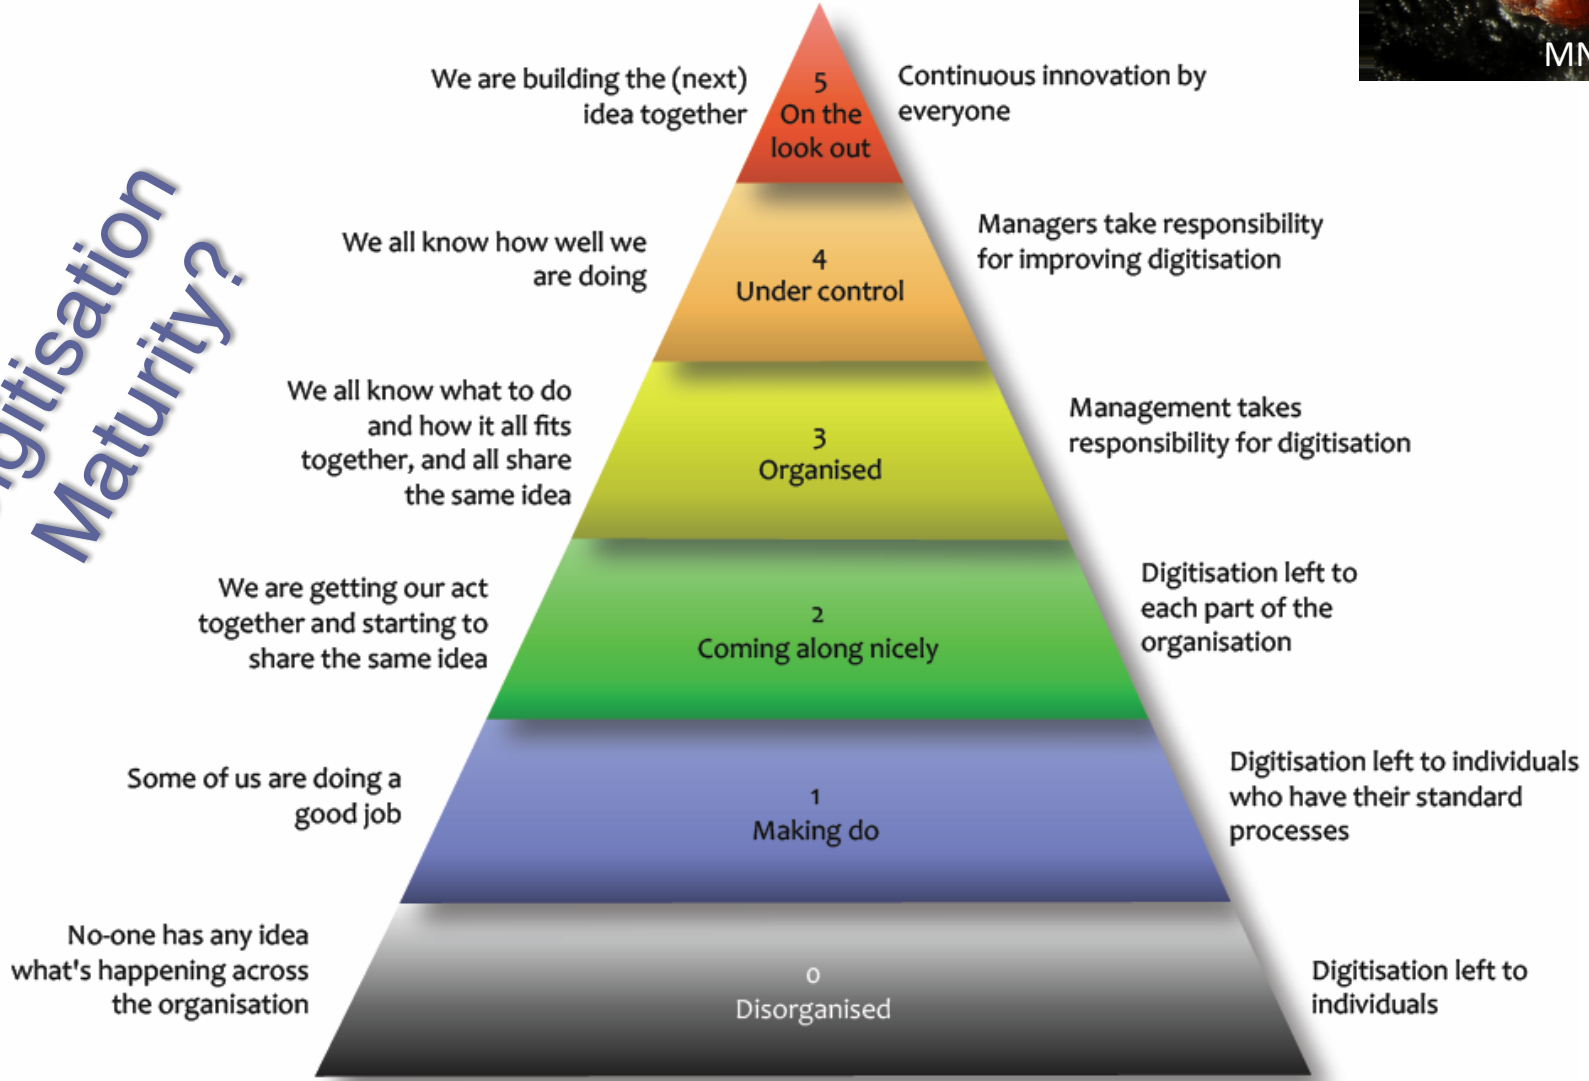 MM
We are building the (next)
idea together
5
On the
look out
Continuous innovation by
everyone
Maturity?
We all know how well we
are doing
4
Under control
Managers take responsibility
for improving digitisation
We all know what to do
and how it all fits
together, and all share
the same idea
3
Organised
Management takes
responsibility for digitisation
We are getting our act
together and starting to
share the same idea
2
Coming along nicely
Digitisation left to
each part of the
organisation
Some of us are doing a
good job
1
Making do
Digitisation left to individuals
who have their standard
processes
No-one has any idea
what's happening across
the organisation
0
Disorganised
Digitisation left to
individuals